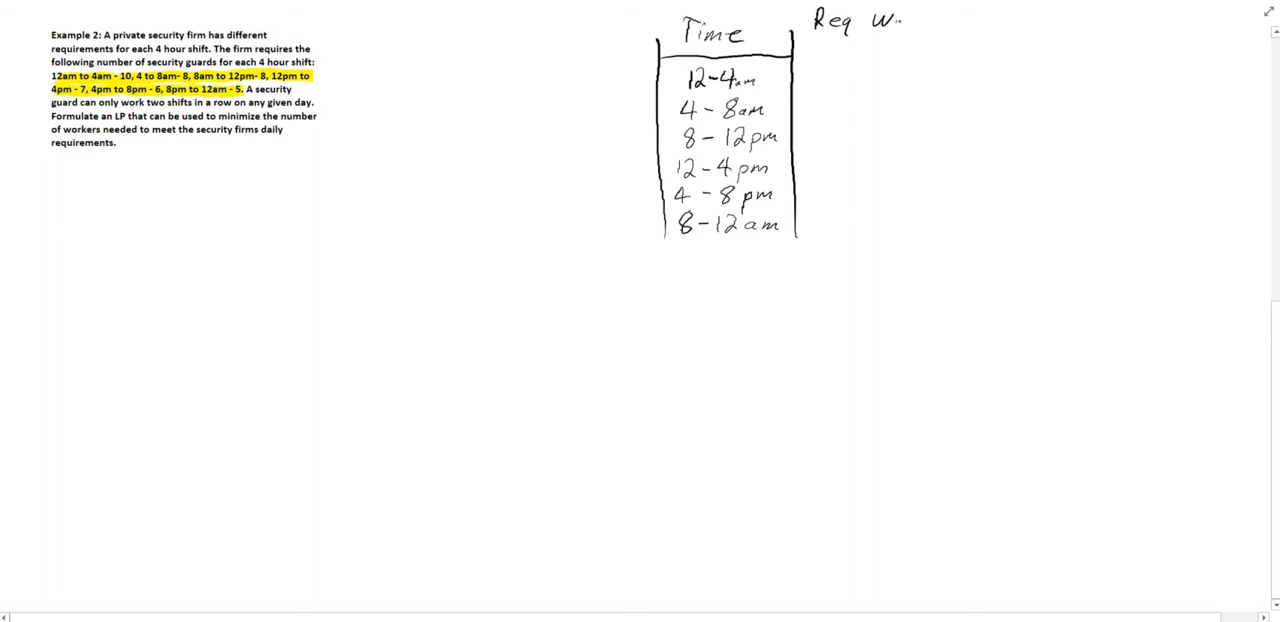 Example 2: A private security firm has different
requirements for each 4 hour shift. The firm requires the
following number of security guards for each 4 hour shift:
12am to 4am - 10, 4 to 8am- 8, 8am to 12pm- 8, 12pm to
4pm - 7, 4pm to 8pm - 6, 8pm to 12am - 5. A security
guard can only work two shifts in a row on any given day.
Formulate an LP that can be used to minimize the number
of workers needed to meet the security firms daily
requirements.
Time
Req W
12-4am
4 - 8am
8 - 12pm
12-4pm
4 - 8pm
8-12am